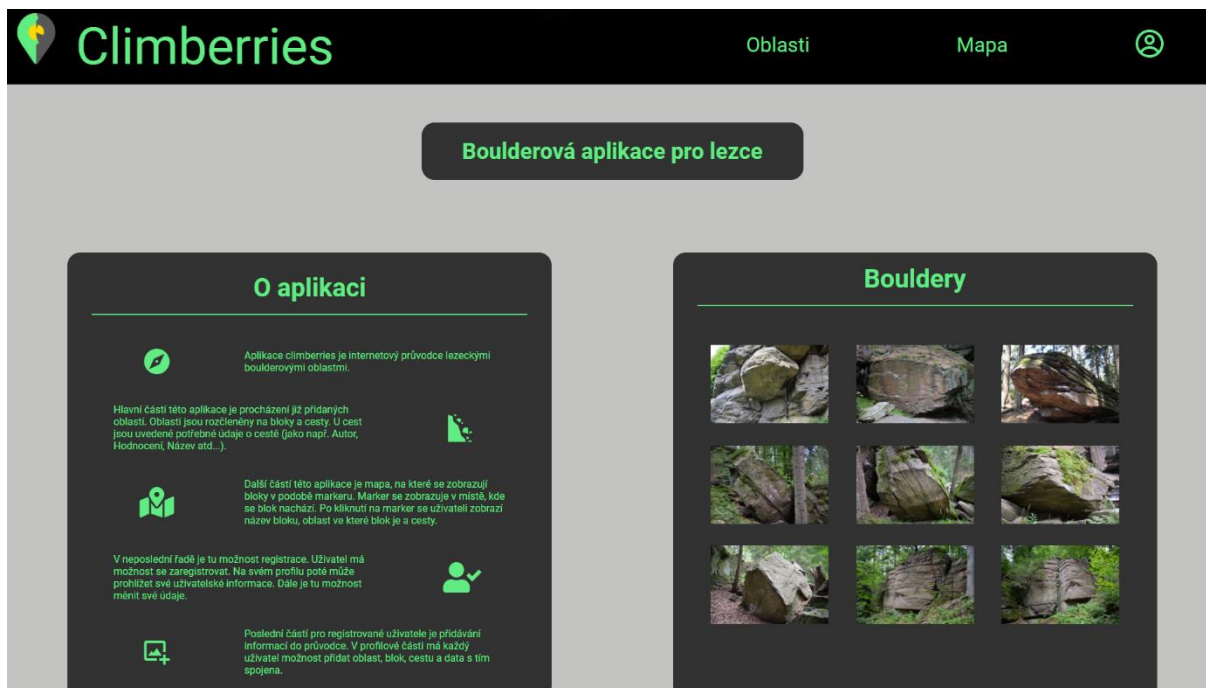 Climberries
Oblasti
Mapa
Boulderová aplikace pro lezce
O aplikaci
Aplikace climberries je internetový průvodce lezeckými
boulderovými oblastmi.
Hlavní částí této aplikace je procházení již přidaných
oblastí. Oblasti jsou rozčleněny na bloky a cesty. U cest
jsou uvedené potřebné údaje o cestě (jako např. Autor,
Hodnocení, Název atd...).
Další částí této aplikace je mapa, na které se zobrazují
bloky v podobě markeru. Marker se zobrazuje v místě, kde
se blok nachází. Po kliknutí na marker se uživateli zobrazí
název bloku, oblast ve které blok je a cesty.
V neposlední řadě je tu možnost registrace. Uživatel má
možnost se zaregistrovat. Na svém profilu poté může
prohlížet své uživatelské informace. Dále je tu možnost
měnit své údaje.
Poslední částí pro registrované uživatele je přidávání
informací do průvodce. V profilové části má každý
uživatel možnost přidat oblast, blok, cestu a data s tím
spojena.
Bouldery